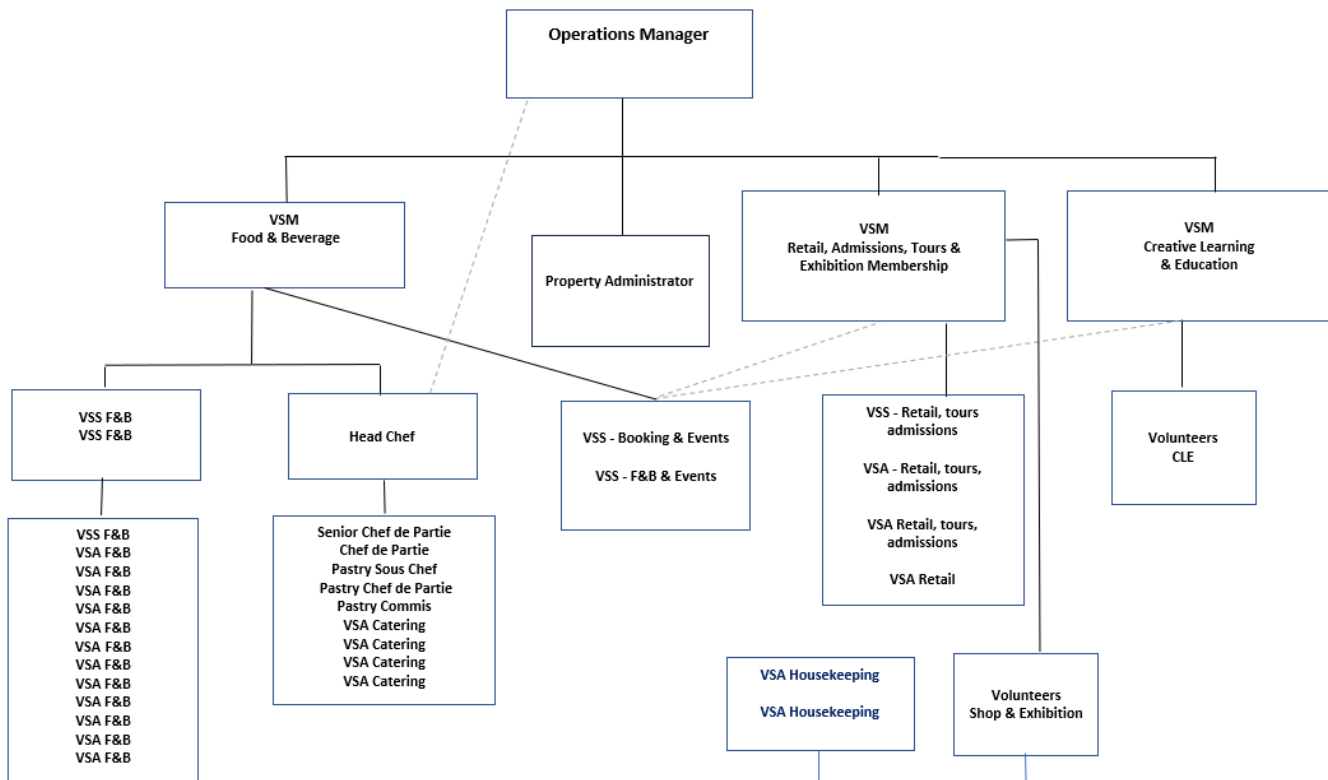 Operations Manager
VSM
Food & Beverage
Property Administrator
VSM
Retail, Admissions, Tours &
Exhibition Membership
VSM
Creative Learning
& Education
VSS F&B
VSS F&B
Head Chef
VSS - Booking & Events
VSS - F&B & Events
VSS - Retail, tours
admissions
VSA - Retail, tours,
admissions
VSA Retail, tours,
admissions
VSA Retail
Volunteers
CLE
VSS F&B
VSA F&B
VSA F&B
VSA F&B
VSA F&B
VSA F&B
VSA F&B
VSA F&B
VSA F&B
VSA F&B
VSA F&B
VSA F&B
VSA F&B
Senior Chef de Partie
Chef de Partie
Pastry Sous Chef
Pastry Chef de Partie
Pastry Commis
VSA Catering
VSA Catering
VSA Catering
VSA Catering
VSA Housekeeping
VSA Housekeeping
Volunteers
Shop & Exhibition